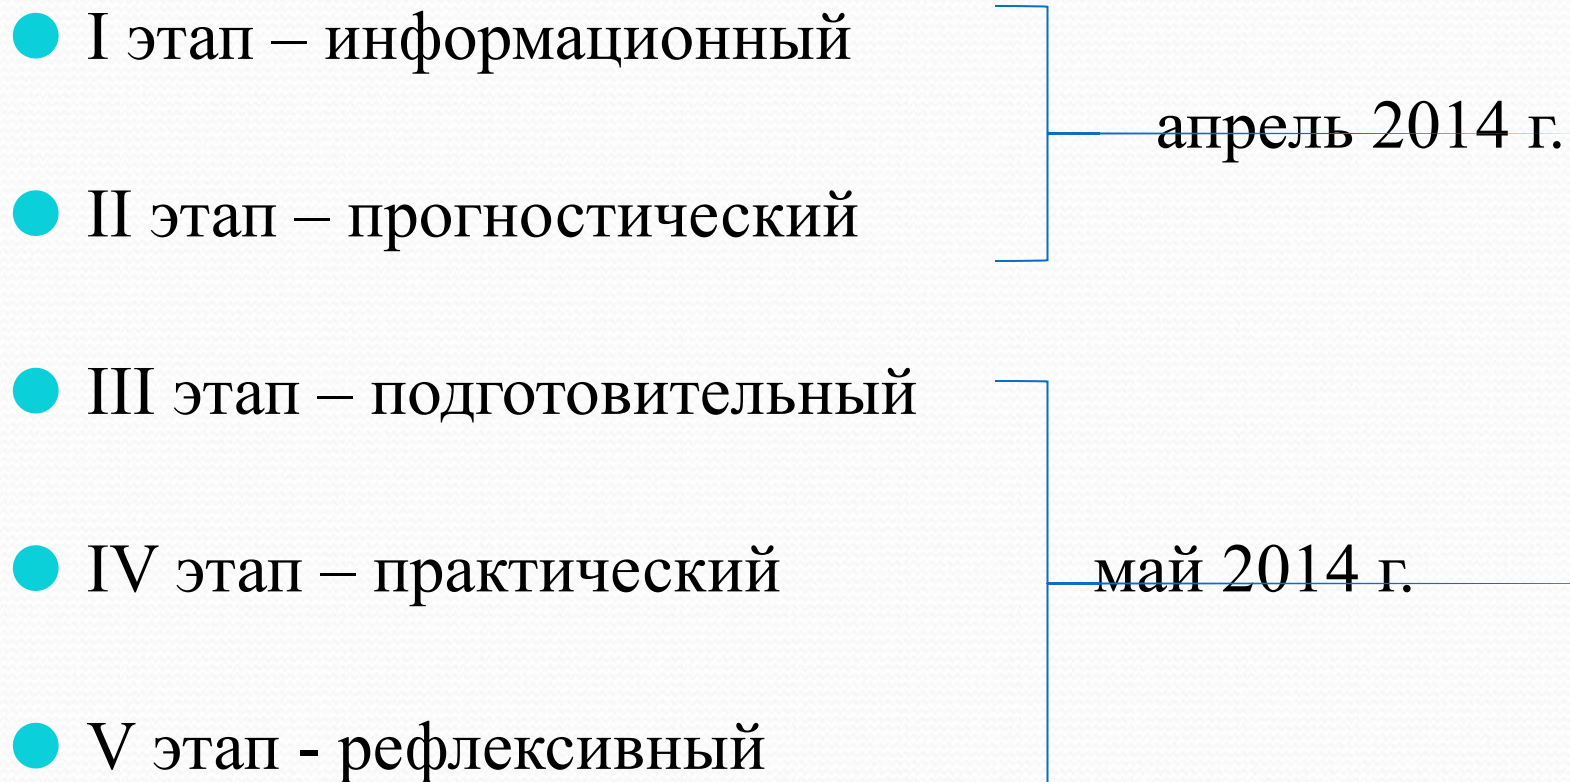 I этап – информационный
апрель 2014 г.
II этап – прогностический
III этап – подготовительный
IV этап – практический май 2014 г.
V этап - рефлексивный